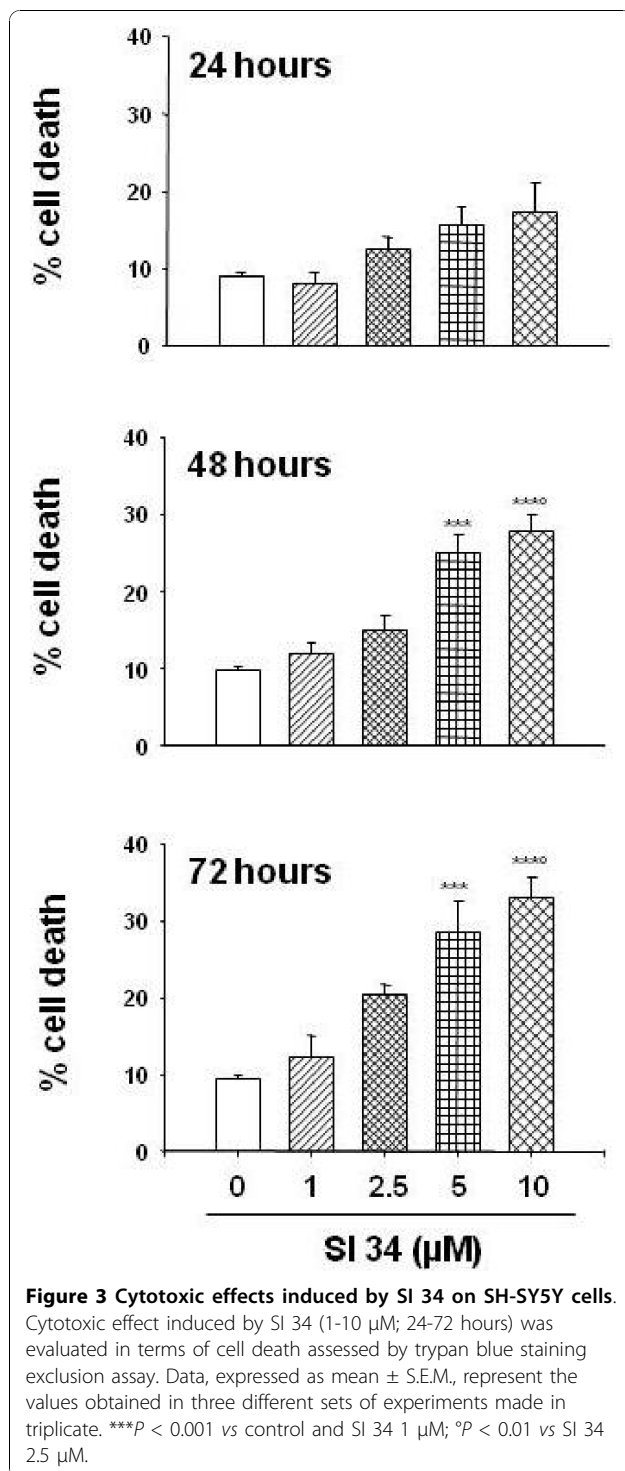 24 hours
% cell death
40
30
20
10
0
48 hours
% cell death
40
30
20
10
0
***
***°
72 hours
% cell death
40
30
20
10
0
***
***°
0 1 2.5 5 10
SI 34 (µM)
Figure 3 Cytotoxic effects induced by SI 34 on SH-SY5Y cells.
Cytotoxic effect induced by SI 34 (1-10 µM; 24-72 hours) was
evaluated in terms of cell death assessed by trypan blue staining
exclusion assay. Data, expressed as mean ± S.E.M., represent the
values obtained in three different sets of experiments made in
triplicate. ***P < 0.001 vs control and SI 34 1 µM; °P < 0.01 vs SI 34
2.5 µM.